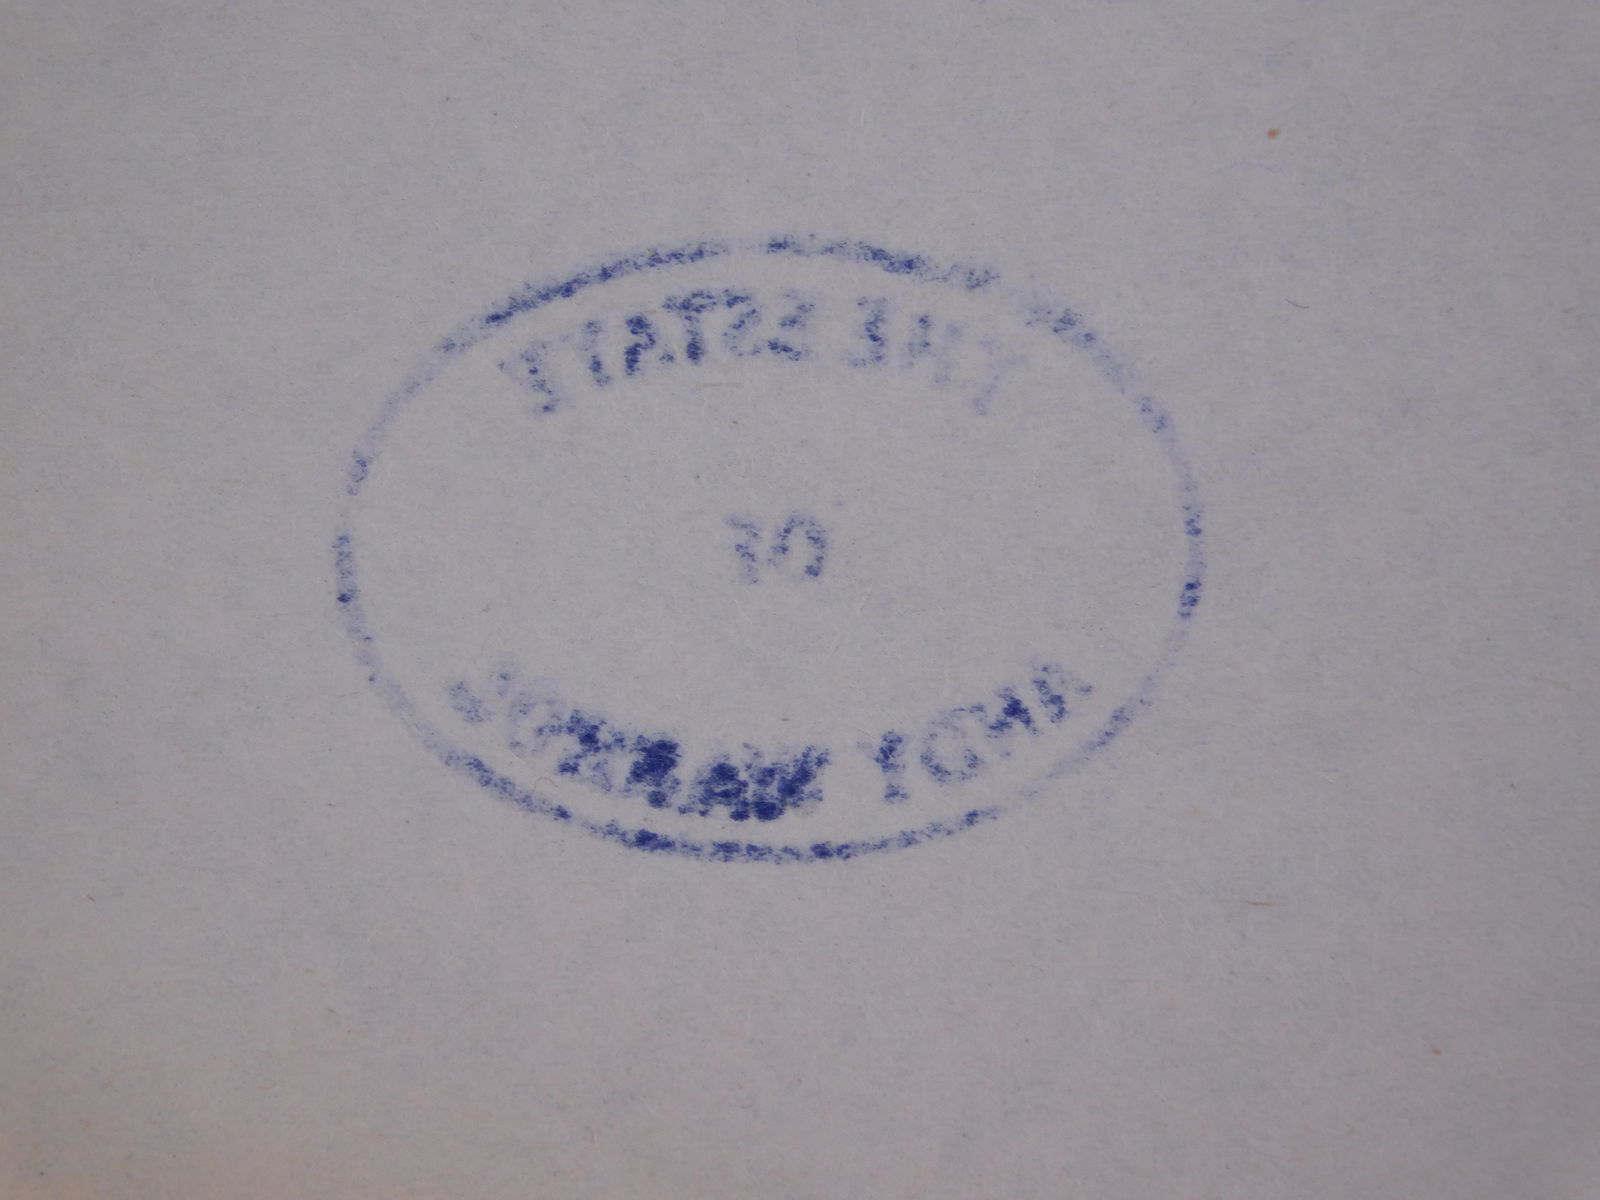 THE ESTATE
OF
ANDY WARHOL